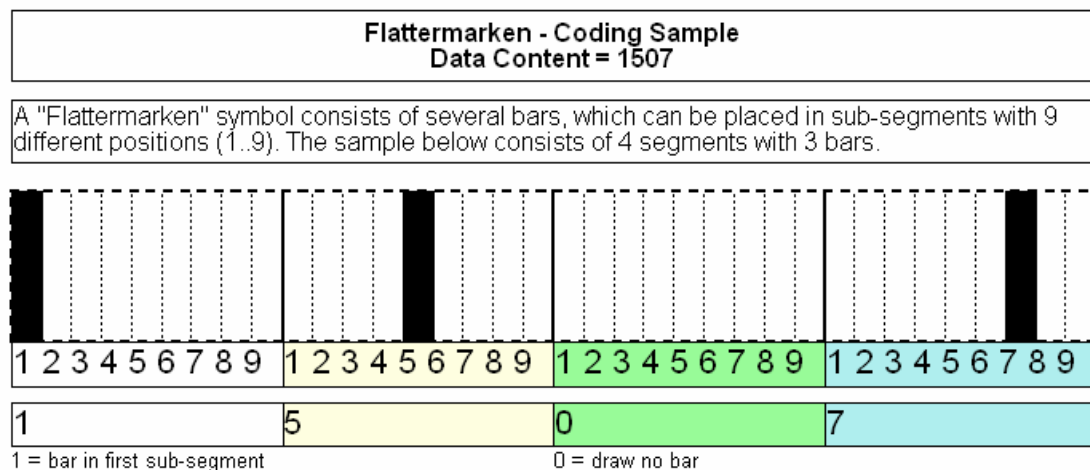 Flattermarken - Coding Sample
Data Content = 1507
A "Flattermarken" symbol consists of several bars, which can be placed in sub-segments with 9
different positions (1..9). The sample below consists of 4 segments with 3 bars.
1 2 3 4 5 6 7 8 9 1 2 3 4 5 6 7 8 9 1 2 3 4 5 6 7 8 9 1 2 3 4 5 6 7 8 9
1 5 0 7
1 = bar in first sub-segment 0 = draw no bar